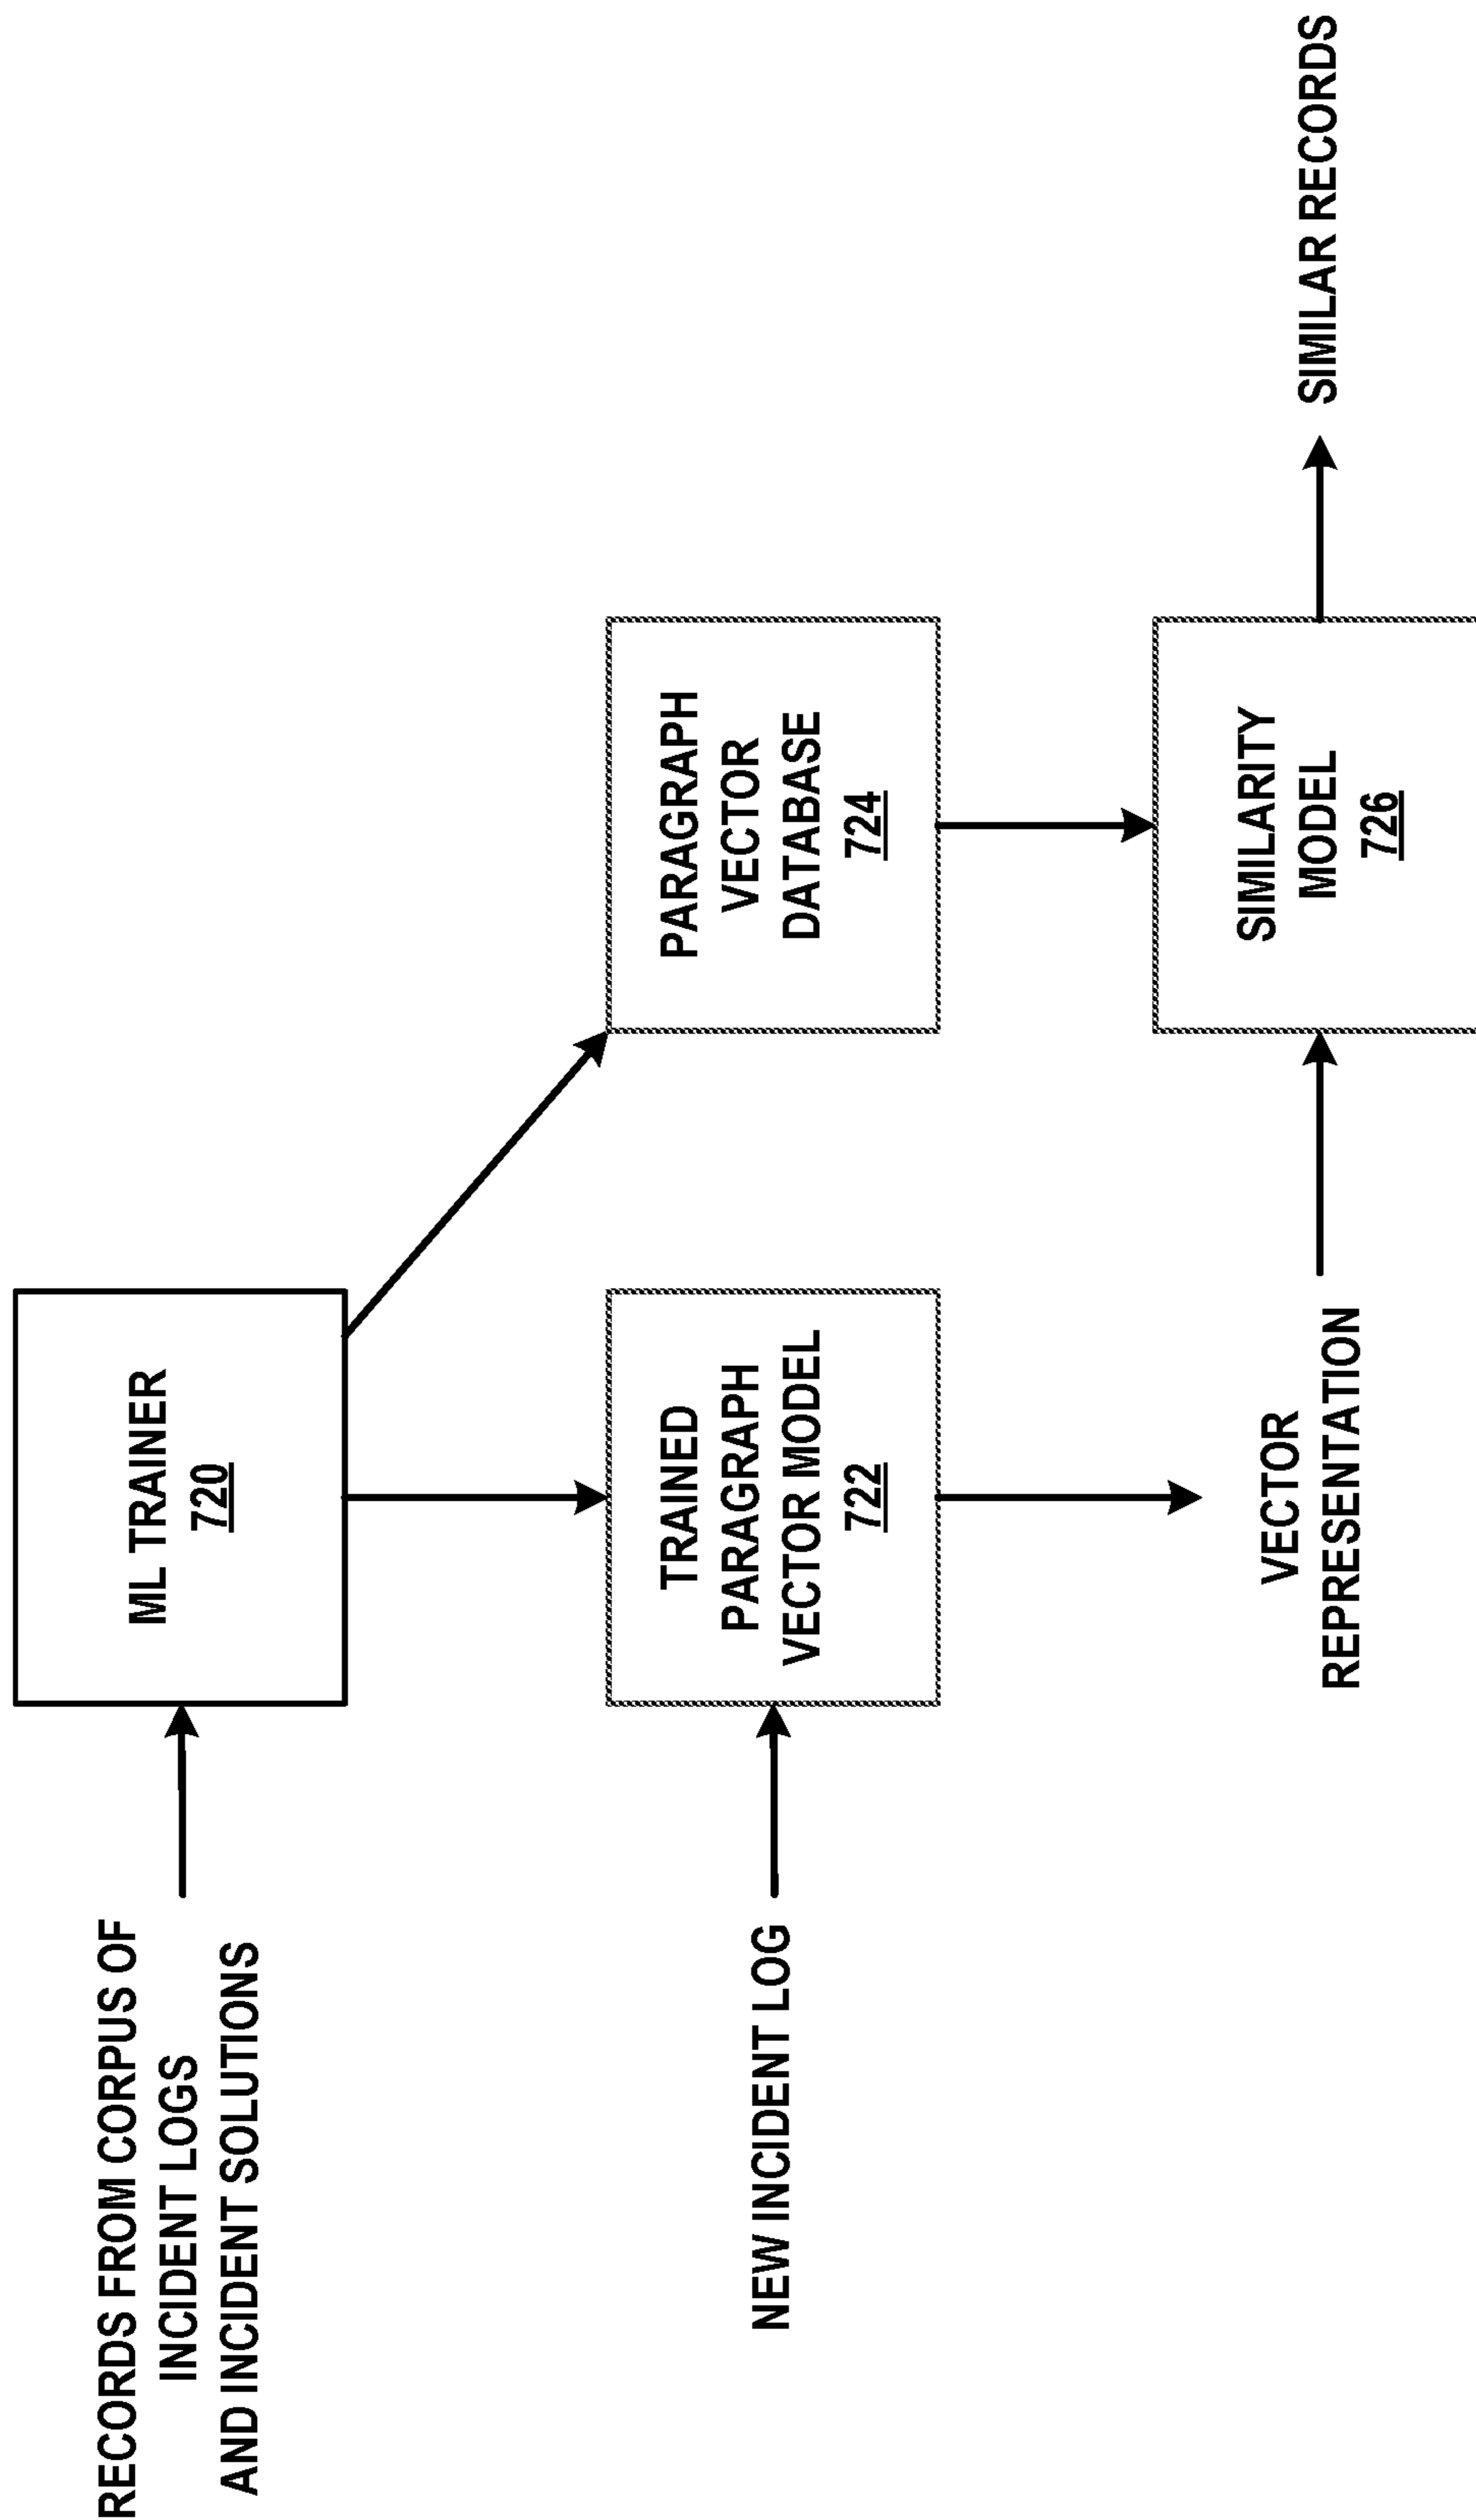 RECORDS FROM CORPUS OF
INCIDENT LOGS
AND INCIDENT SOLUTIONS
ML TRAINER
720
NEW INCIDENT LOG
TRAINED
PARAGRAPH
VECTOR MODEL
722
PARAGRAPH
VECTOR
DATABASE
724
VECTOR
REPRESENTATION
SIMILARITY
MODEL
726
SIMILAR RECORDS